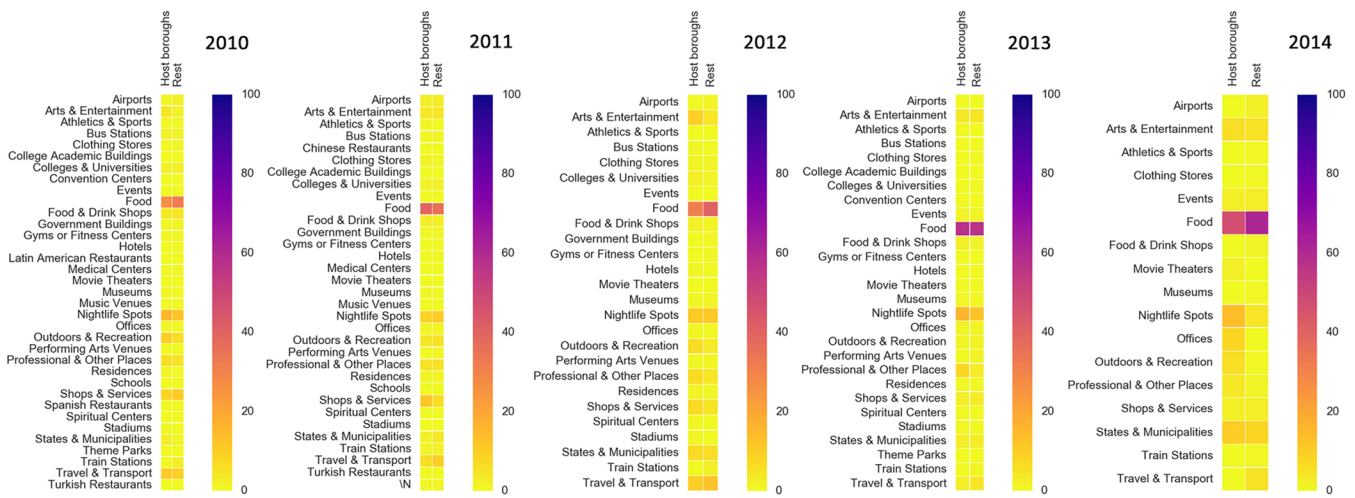 Host boroughs
Rest
2010
Airports
Arts & Entertainment
Athletics & Sports
Bus Stations
Clothing Stores
College Academic Buildings
Colleges & Universities
Convention Centers
Events
Food
Food & Drink Shops
Government Buildings
Gyms or Fitness Centers
Hotels
Latin American Restaurants
Medical Centers
Movie Theaters
Museums
Music Venues
Nightlife Spots
Offices
Outdoors & Recreation
Performing Arts Venues
Professional & Other Places
Residences
Schools
Shops & Services
Spanish Restaurants
Spiritual Centers
Stadiums
States & Municipalities
Theme Parks
Train Stations
Travel & Transport
Turkish Restaurants
100
80
60
40
20
0
Host boroughs
Rest
2011
Airports
Arts & Entertainment
Athletics & Sports
Bus Stations
Chinese Restaurants
Clothing Stores
College Academic Buildings
Colleges & Universities
Events
Food
Food & Drink Shops
Government Buildings
Gyms or Fitness Centers
Hotels
Medical Centers
Movie Theaters
Museums
Music Venues
Nightlife Spots
Offices
Outdoors & Recreation
Performing Arts Venues
Professional & Other Places
Residences
Schools
Shops & Services
Spiritual Centers
Stadiums
States & Municipalities
Train Stations
Travel & Transport
Turkish Restaurants
\N
100
80
60
40
20
0
Host boroughs
Rest
2012
Airports
Arts & Entertainment
Athletics & Sports
Bus Stations
Clothing Stores
Colleges & Universities
Events
Food
Food & Drink Shops
Government Buildings
Gyms or Fitness Centers
Hotels
Movie Theaters
Museums
Nightlife Spots
Offices
Outdoors & Recreation
Performing Arts Venues
Professional & Other Places
Residences
Shops & Services
Spiritual Centers
Stadiums
States & Municipalities
Train Stations
Travel & Transport
100
80
60
40
20
0
Host boroughs
Rest
2013
Airports
Arts & Entertainment
Athletics & Sports
Bus Stations
Clothing Stores
College Academic Buildings
Colleges & Universities
Convention Centers
Events
Food
Food & Drink Shops
Gyms or Fitness Centers
Hotels
Movie Theaters
Museums
Nightlife Spots
Offices
Outdoors & Recreation
Performing Arts Venues
Professional & Other Places
Residences
Shops & Services
Spiritual Centers
Stadiums
States & Municipalities
Theme Parks
Train Stations
Travel & Transport
100
80
60
40
20
0
Host boroughs
Rest
2014
Airports
Arts & Entertainment
Athletics & Sports
Clothing Stores
Events
Food
Food & Drink Shops
Movie Theaters
Museums
Nightlife Spots
Offices
Outdoors & Recreation
Professional & Other Places
Shops & Services
States & Municipalities
Train Stations
Travel & Transport
100
80
60
40
20
0